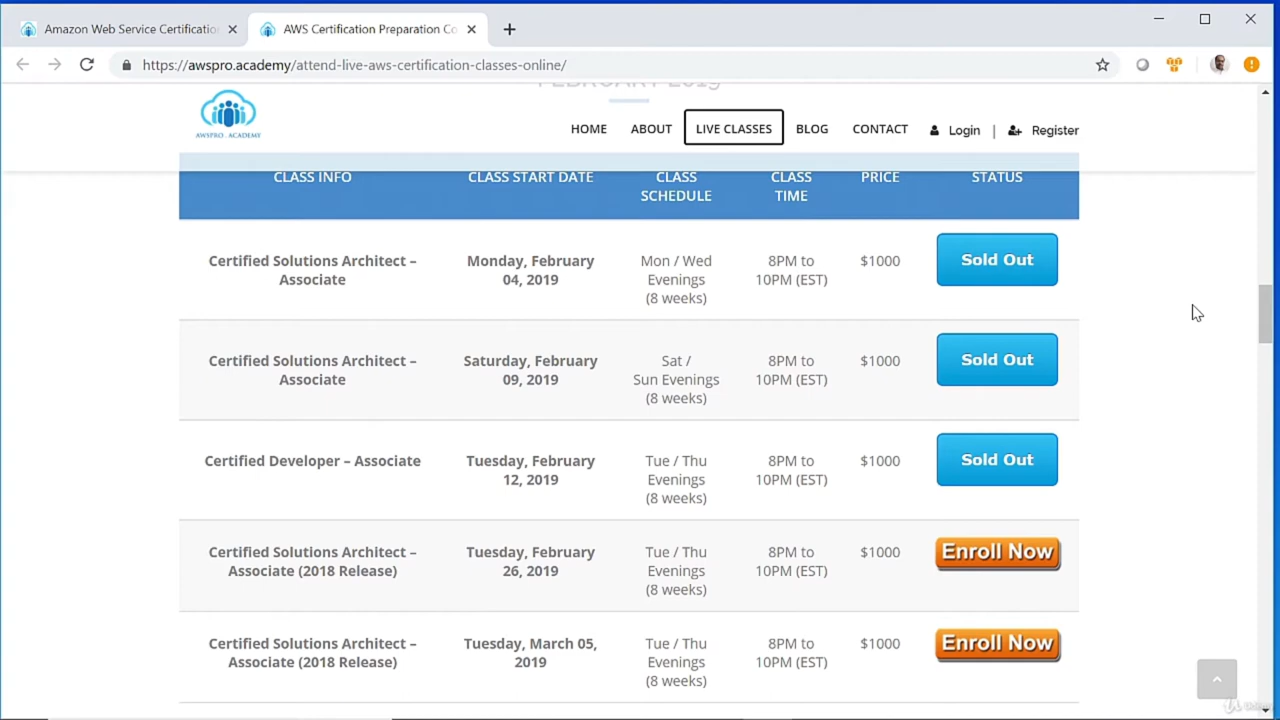 Amazon Web Service Certificatio
AWS Certification Preparation Co
https://awspro.academy/attend-live-aws-certification-classes-online/
FEBRUARY 2019
AWSPRO . ACADEMY
HOME
ABOUT
LIVE CLASSES
BLOG
CONTACT
Login
|
Register
CLASS INFO
CLASS START DATE
CLASS
SCHEDULE
CLASS
TIME
PRICE
STATUS
Certified Solutions Architect –
Associate
Monday, February
04, 2019
Mon / Wed
Evenings
(8 weeks)
8PM to
10PM (EST)
$1000
Sold Out
Certified Solutions Architect –
Associate
Saturday, February
09, 2019
Sat /
Sun Evenings
(8 weeks)
8PM to
10PM (EST)
$1000
Sold Out
Certified Developer – Associate
Tuesday, February
12, 2019
Tue / Thu
Evenings
(8 weeks)
8PM to
10PM (EST)
$1000
Sold Out
Certified Solutions Architect –
Associate (2018 Release)
Tuesday, February
26, 2019
Tue / Thu
Evenings
(8 weeks)
8PM to
10PM (EST)
$1000
Enroll Now
Certified Solutions Architect –
Associate (2018 Release)
Tuesday, March 05,
2019
Tue / Thu
Evenings
(8 weeks)
8PM to
10PM (EST)
$1000
Enroll Now